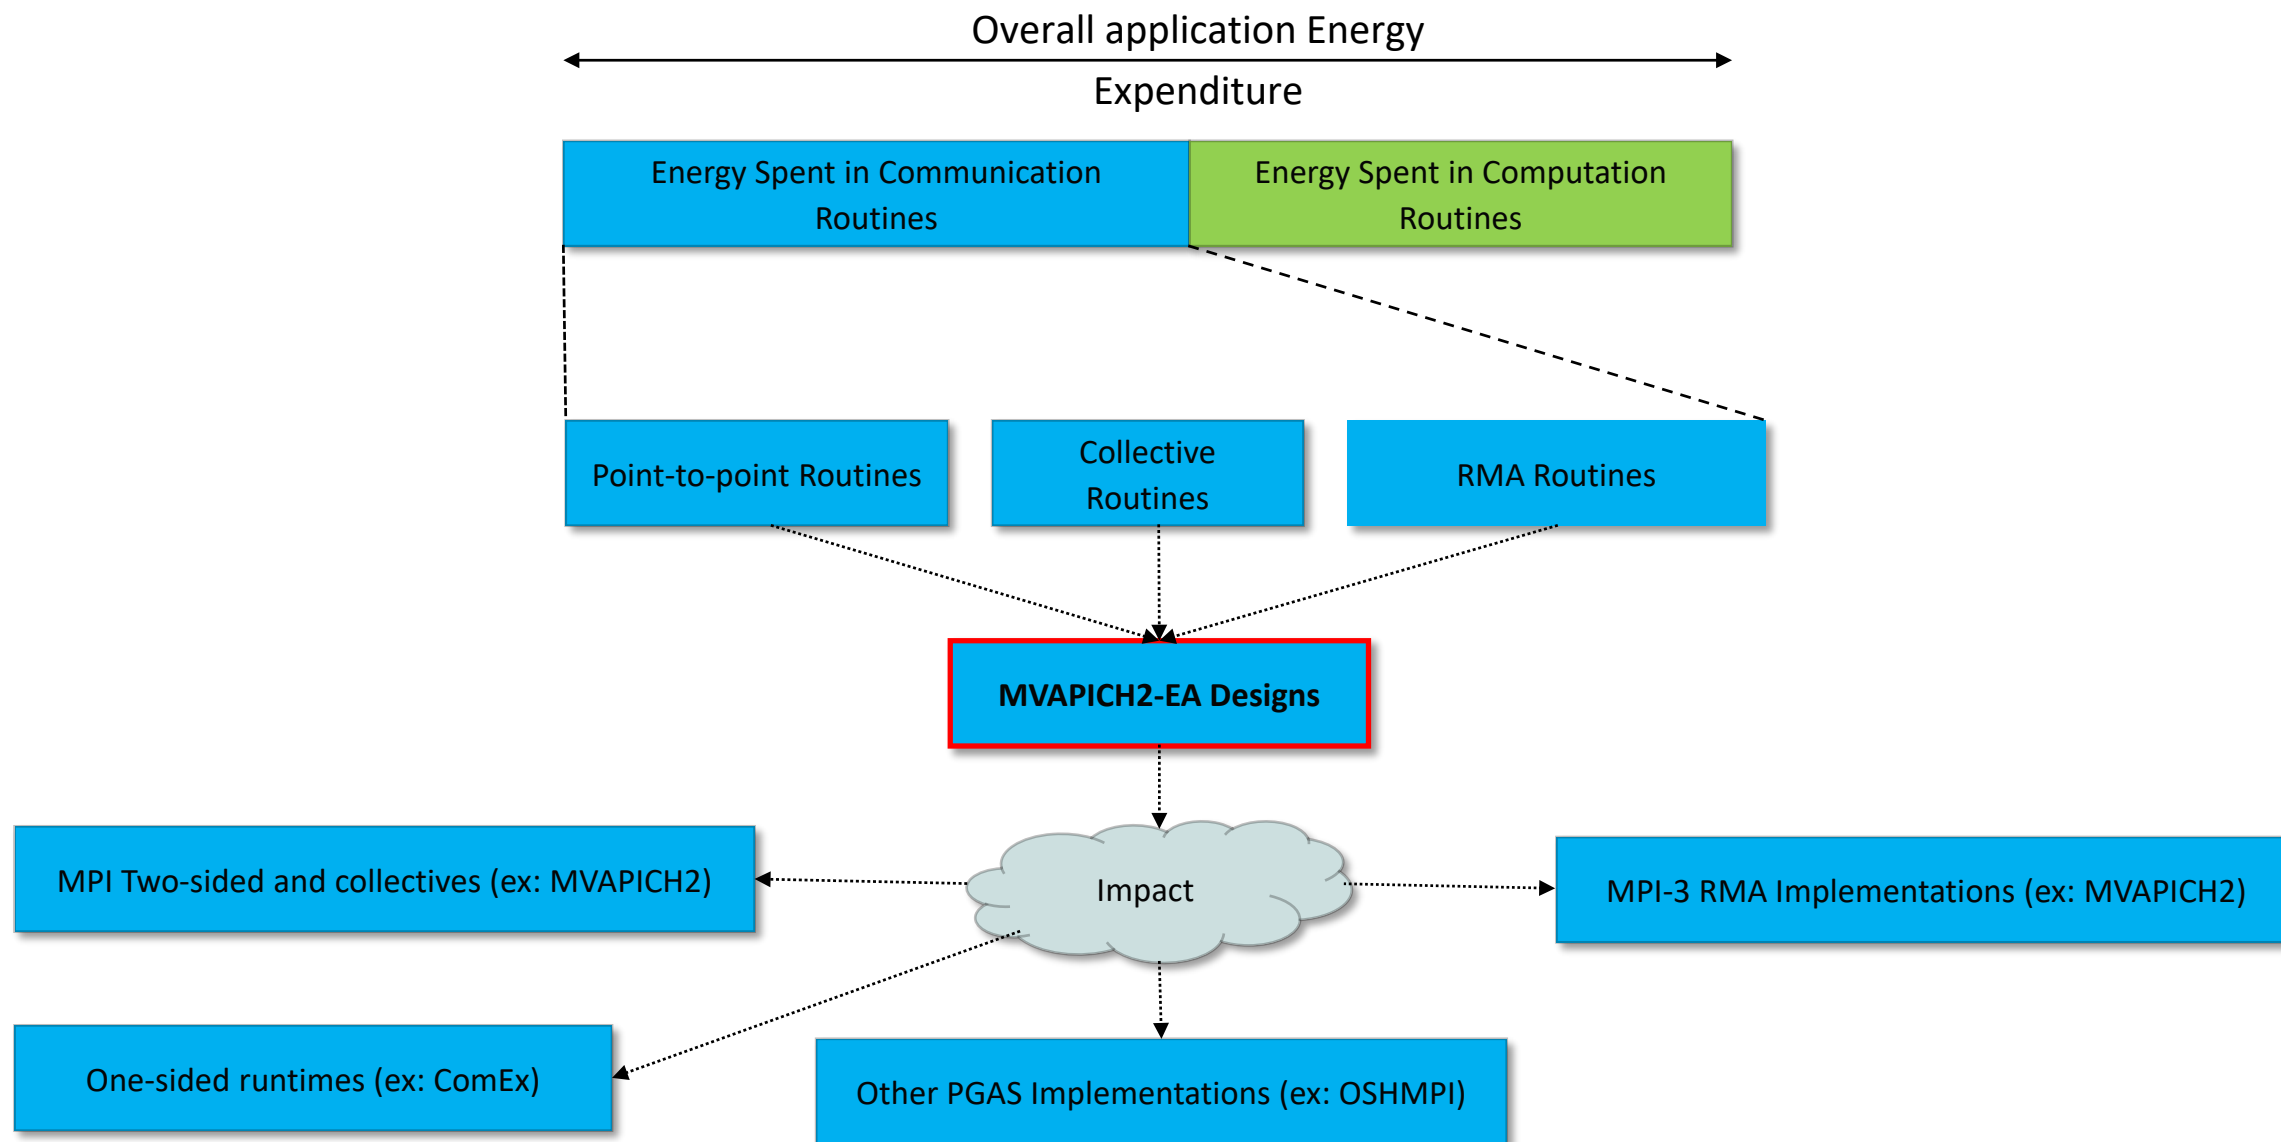 Overall application Energy
Expenditure
Energy Spent in Communication
Routines
Energy Spent in Computation
Routines
Point-to-point Routines
Collective
Routines
RMA Routines
MVAPICH2-EA Designs
Impact
MPI Two-sided and collectives (ex: MVAPICH2)
MPI-3 RMA Implementations (ex: MVAPICH2)
One-sided runtimes (ex: ComEx)
Other PGAS Implementations (ex: OSHMPI)